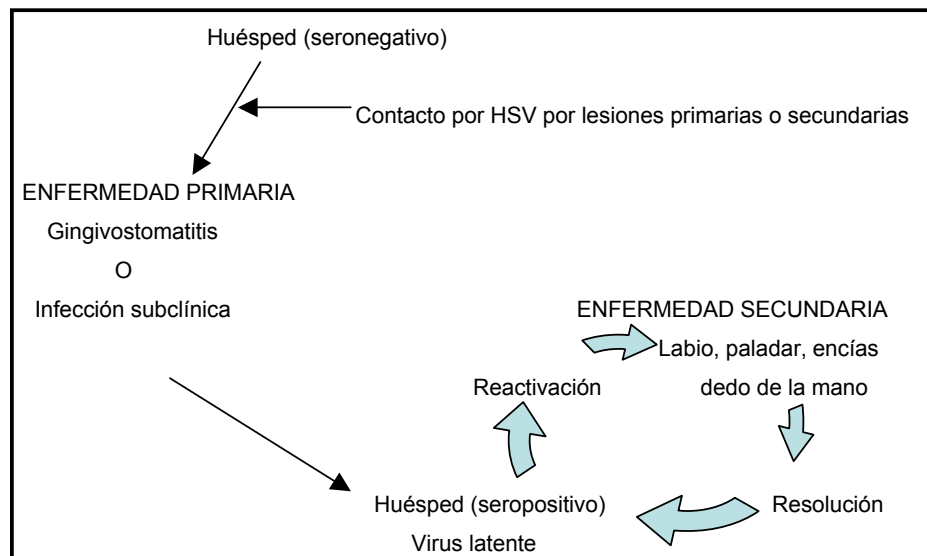 Huésped (seronegativo)
Contacto por HSV por lesiones primarias o secundarias
ENFERMEDAD PRIMARIA
Gingivostomatitis
O
Infección subclínica
ENFERMEDAD SECUNDARIA
Labio, paladar, encías
dedo de la mano
Reactivación
Resolución
Huésped (seropositivo)
Virus latente